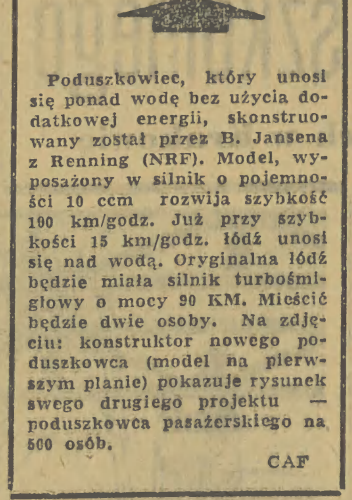 Poduszkowiec, który unosi
się ponad wodę bez użycia do-
datkowej energii, skonstruo-
wany został przez B. Jansena
z Renning (NRF). Model, wy-
posażony w silnik o pojemno-
ści 10 ccm rozwija szybkość
100 km/godz. Już przy szyb-
kości 15 km/godz. łódź unosi
się nad wodą. Oryginalna łódź
będzie miała silnik turbośmi-
głowy o mocy 90 KM. Mieścić
będzie dwie osoby. Na zdję-
ciu: konstruktor nowego po-
duszkowca (model na pierw-
szym planie) pokazuje rysunek
swego drugiego projektu —
poduszkowca pasażerskiego na
500 osób.
CAF